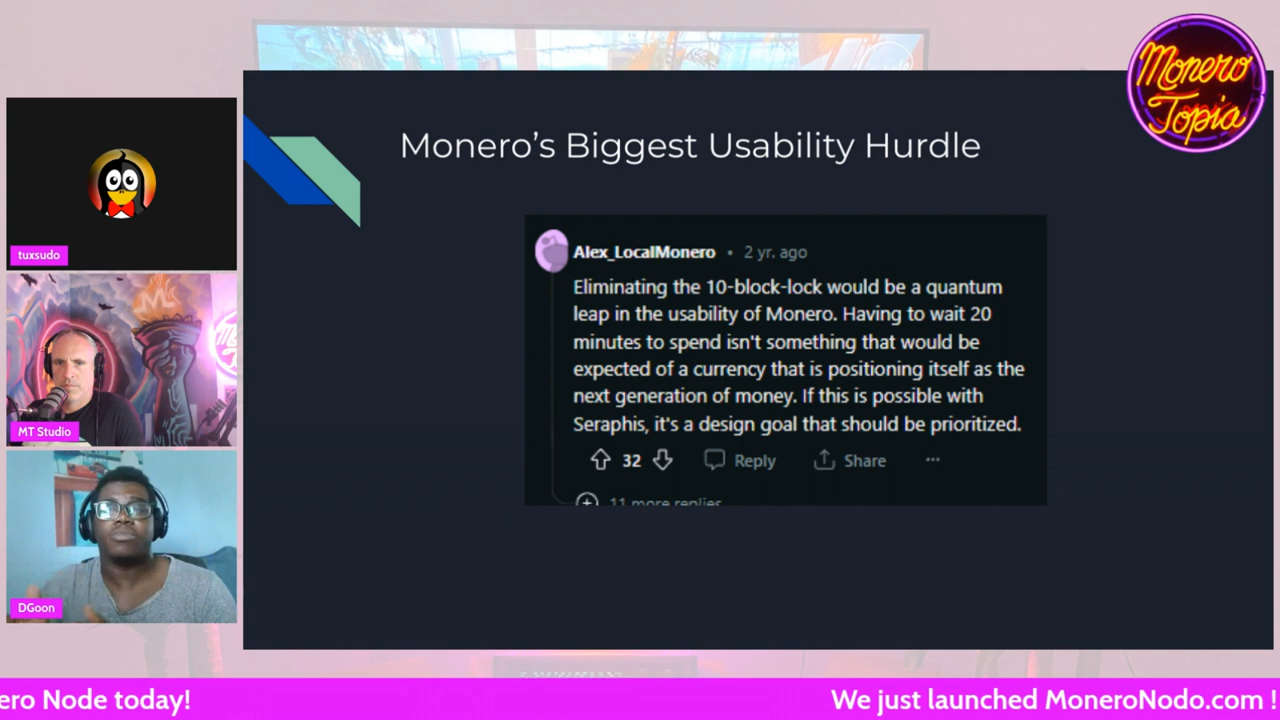 Monero
Topia
Monero's Biggest Usability Hurdle
Alex_LocalMonero • 2 yr. ago
Eliminating the 10-block-lock would be a quantum
leap in the usability of Monero. Having to wait 20
minutes to spend isn't something that would be
expected of a currency that is positioning itself as the
next generation of money. If this is possible with
Seraphis, it's a design goal that should be prioritized.
32 Reply Share ...
11 more replies
tuxsudo
MT Studio
DGoon
ero Node today!
We just launched MoneroNodo.com !